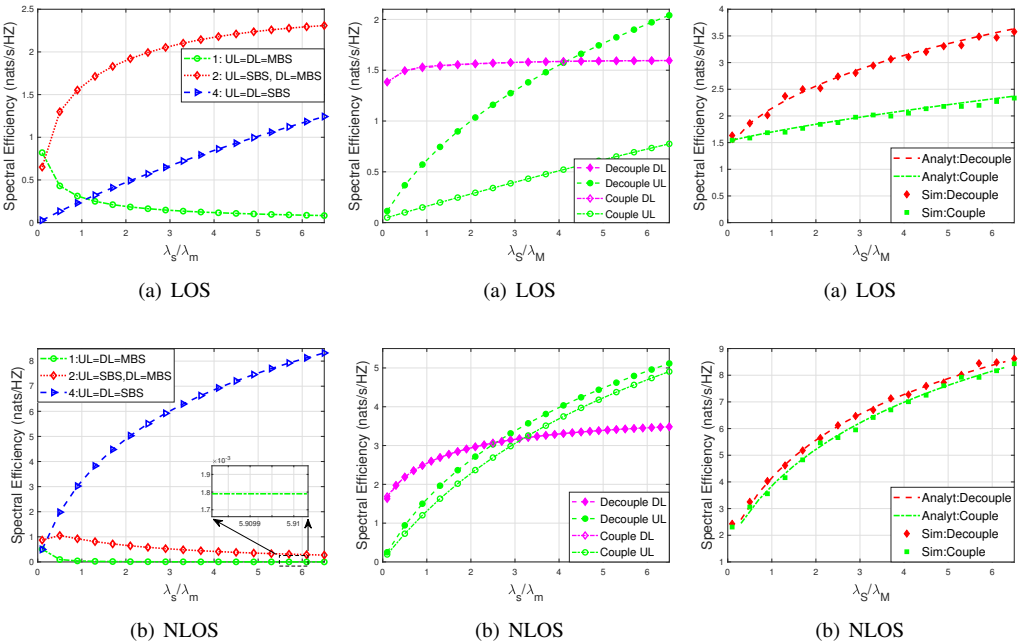 Spectral Efficiency (nats/s/HZ)
2.5
2
1.5
1
0.5
0
0 1 2 3 4 5 6
λs/λm
1: UL=DL=MBS
2: UL=SBS, DL=MBS
4: UL=DL=SBS
(a) LOS
Spectral Efficiency (nats/s/HZ)
2
1.5
1
0.5
0
0 1 2 3 4 5 6
λS/λM
Decouple DL
Decouple UL
Couple DL
Couple UL
(a) LOS
Spectral Efficiency (nats/s/HZ)
4
3.5
3
2.5
2
1.5
1
0.5
0
0 1 2 3 4 5 6
λS/λM
Analyt:Decouple
Analyt:Couple
Sim:Decouple
Sim:Couple
(a) LOS
Spectral Efficiency (nats/s/HZ)
8
7
6
5
4
3
2
1
0
0 1 2 3 4 5 6
λs/λm
1:UL=DL=MBS
2:UL=SBS,DL=MBS
4:UL=DL=SBS
×10-3
1.9
1.8
1.7
5.9099 5.91
(b) NLOS
Spectral Efficiency (nats/s/HZ)
5
4
3
2
1
0
0 1 2 3 4 5 6
λs/λm
Decouple DL
Decouple UL
Couple DL
Couple UL
(b) NLOS
Spectral Efficiency (nats/s/HZ)
9
8
7
6
5
4
3
2
1
0 1 2 3 4 5 6
λS/λM
Analyt:Decouple
Analyt:Couple
Sim:Decouple
Sim:Couple
(b) NLOS